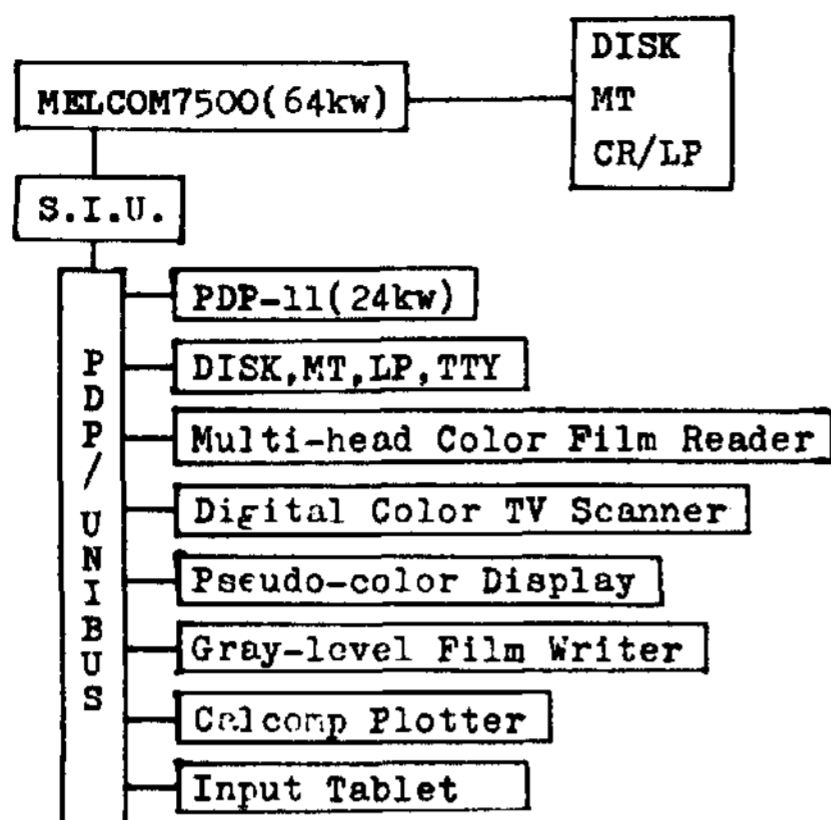 DISK
MELCOM7500(64kw)
MT
CR/LP
S.I.U.
PDP/UNIBUS
PDP-11(24kw)
DISK,MT,LP,TTY
Multi-head Color Film Reader
Digital Color TV Scanner
Pseudo-color Display
Gray-level Film Writer
Calcomp Plotter
Input Tablet